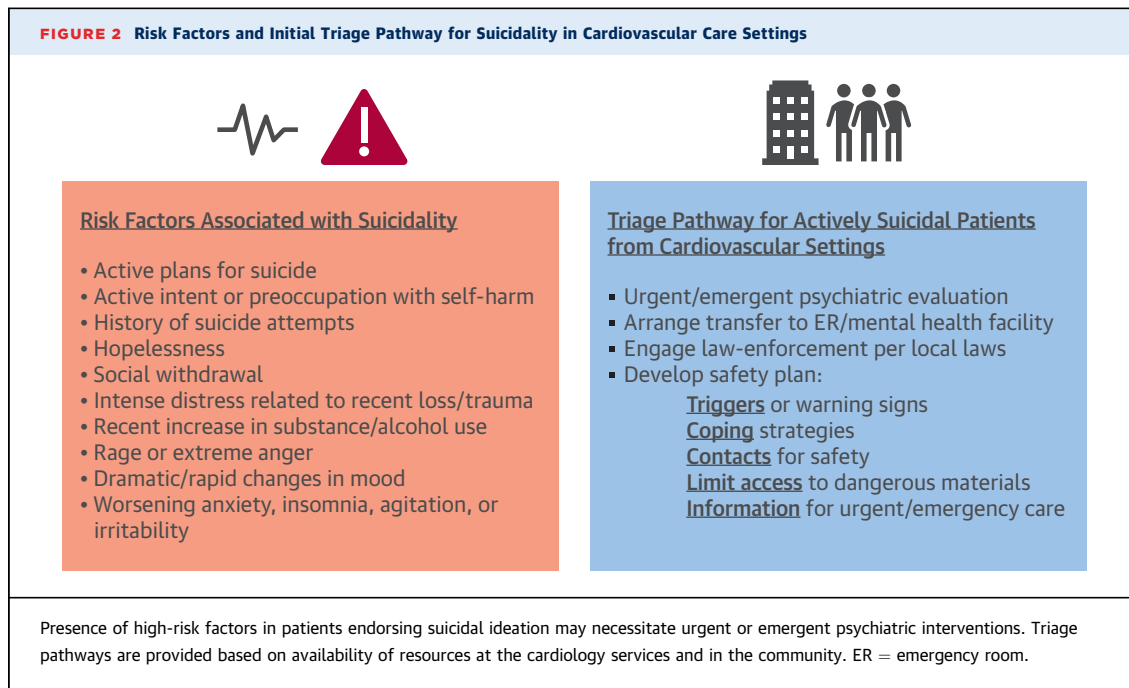 FIGURE 2 Risk Factors and Initial Triage Pathway for Suicidality in Cardiovascular Care Settings
Risk Factors Associated with Suicidality
• Active plans for suicide
• Active intent or preoccupation with self-harm
• History of suicide attempts
• Hopelessness
• Social withdrawal
• Intense distress related to recent loss/trauma
• Recent increase in substance/alcohol use
• Rage or extreme anger
• Dramatic/rapid changes in mood
• Worsening anxiety, insomnia, agitation, or
irritability
Triage Pathway for Actively Suicidal Patients
from Cardiovascular Settings
▪ Urgent/emergent psychiatric evaluation
▪ Arrange transfer to ER/mental health facility
▪ Engage law-enforcement per local laws
▪ Develop safety plan:
Triggers or warning signs
Coping strategies
Contacts for safety
Limit access to dangerous materials
Information for urgent/emergency care
Presence of high-risk factors in patients endorsing suicidal ideation may necessitate urgent or emergent psychiatric interventions. Triage
pathways are provided based on availability of resources at the cardiology services and in the community. ER = emergency room.